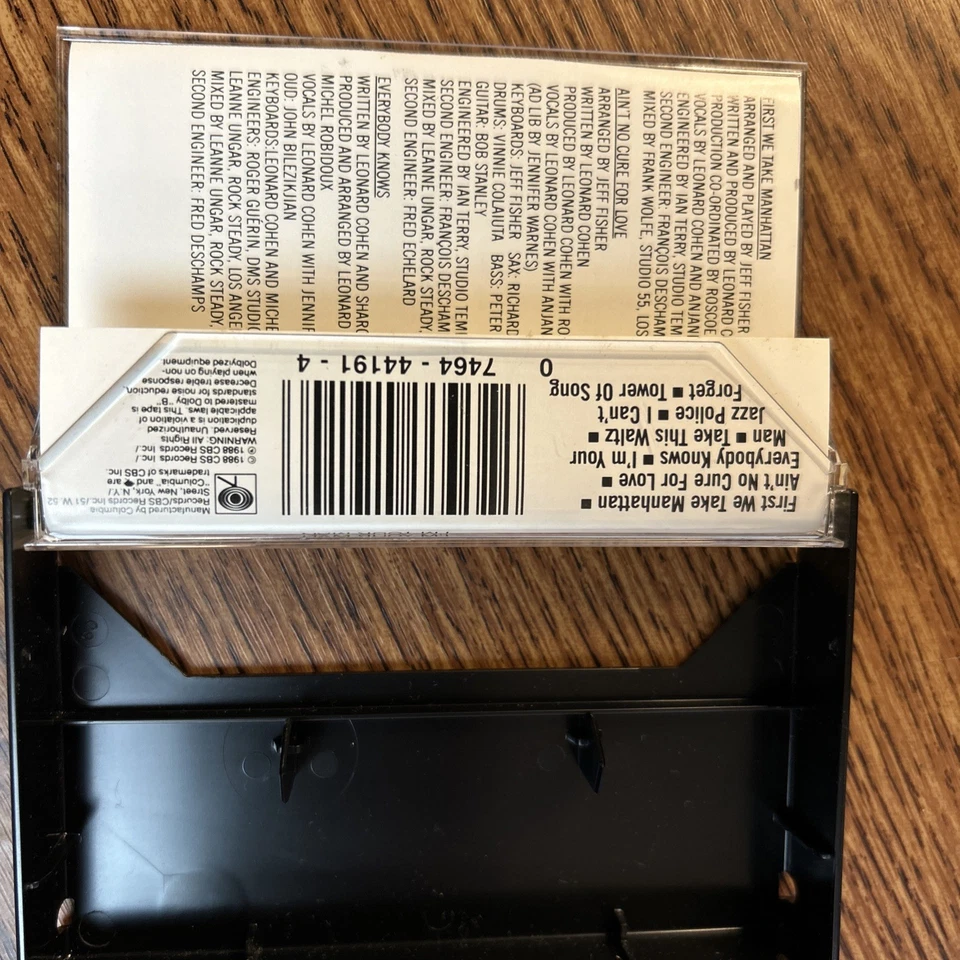 FIRST WE TAKE MANHATTAN
ARRANGED AND PLAYED BY JEFF FISHER
WRITTEN AND PRODUCED BY LEONARD C
PRODUCTION CO-ORDINATED BY ROSCOE
VOCALS BY LEONARD COHEN AND ANJAN
ENGINEERED BY IAN TERRY, STUDIO TEM
SECOND ENGINEER: FRANÇOIS DESCHAM
MIXED BY FRANK WOLFE, STUDIO 55, LOS
AIN'T NO CURE FOR LOVE
ARRANGED BY JEFF FISHER
WRITTEN BY LEONARD COHEN
PRODUCED BY LEONARD COHEN WITH RO
VOCALS BY LEONARD COHEN WITH ANJAN
(AD LIB BY JENNIFER WARNES)
KEYBOARDS: JEFF FISHER SAX: RICHARD
DRUMS: VINNIE COLAIUTA BASS: PETER
GUITAR: BOB STANLEY
ENGINEERED BY IAN TERRY, STUDIO TEM
SECOND ENGINEER: FRANÇOIS DESCHAM
MIXED BY LEANNE UNGAR, ROCK STEADY,
SECOND ENGINEER: FRED ECHELARD
EVERYBODY KNOWS
WRITTEN BY LEONARD COHEN AND SHARO
PRODUCED AND ARRANGED BY LEONARD
MICHEL ROBIDOUX
VOCALS BY LEONARD COHEN WITH JENNIF
OUD: JOHN BILEZIKJIAN
KEYBOARDS: LEONARD COHEN AND MICHE
ENGINEERS: ROGER GUÉRIN, DMS STUDIO
LEANNE UNGAR, ROCK STEADY, LOS ANGE
MIXED BY LEANNE UNGAR, ROCK STEADY,
SECOND ENGINEER: FRED DESCHAMPS
First We Take Manhattan ■
Ain't No Cure For Love ■
Everybody Knows ■ I'm Your
Man ■ Take This Waltz ■
Jazz Police ■ I Can't
Forget ■ Tower Of Song
0 7464 - 44191 - 4
Manufactured by Columbia
Records/CBS Records Inc./51 W. 52
Street, New York, N.Y./
"Columbia" and are
trademarks of CBS Inc.
© 1988 CBS Records Inc./
℗ 1988 CBS Records Inc./
WARNING: All Rights
Reserved. Unauthorized
duplication is a violation of
applicable laws. This tape is
mastered to Dolby "B"
standards for noise reduction.
Decrease treble response
when playing on non-
Dolbyized equipment.